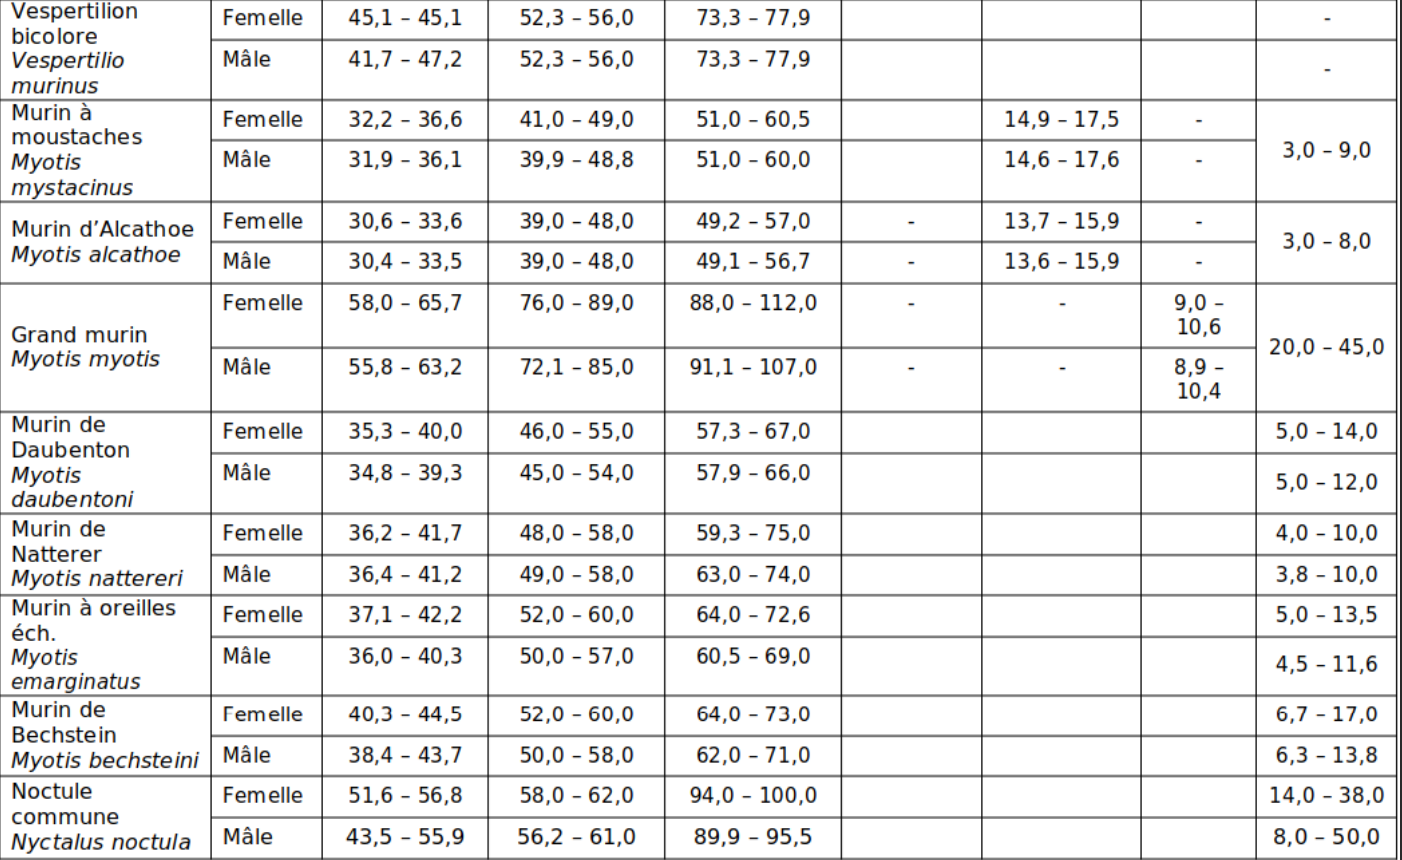 Vespertilion
bicolore
Vespertilio
murinus
Femelle 45,1 – 45,1 52,3 – 56,0 73,3 – 77,9 -
Mâle 41,7 – 47,2 52,3 – 56,0 73,3 – 77,9 -
Murin à
moustaches
Myotis
mystacinus
Femelle 32,2 – 36,6 41,0 – 49,0 51,0 – 60,5 14,9 – 17,5 -
Mâle 31,9 – 36,1 39,9 – 48,8 51,0 – 60,0 14,6 – 17,6 -
3,0 – 9,0
Murin d’Alcathoe
Myotis alcathoe
Femelle 30,6 – 33,6 39,0 – 48,0 49,2 – 57,0 - 13,7 – 15,9 -
Mâle 30,4 – 33,5 39,0 – 48,0 49,1 – 56,7 - 13,6 – 15,9 -
3,0 – 8,0
Grand murin
Myotis myotis
Femelle 58,0 – 65,7 76,0 – 89,0 88,0 – 112,0 - - 9,0 –
10,6
Mâle 55,8 – 63,2 72,1 – 85,0 91,1 – 107,0 - - 8,9 –
10,4
20,0 – 45,0
Murin de
Daubenton
Myotis
daubentoni
Femelle 35,3 – 40,0 46,0 – 55,0 57,3 – 67,0 5,0 – 14,0
Mâle 34,8 – 39,3 45,0 – 54,0 57,9 – 66,0 5,0 – 12,0
Murin de
Natterer
Myotis nattereri
Femelle 36,2 – 41,7 48,0 – 58,0 59,3 – 75,0 4,0 – 10,0
Mâle 36,4 – 41,2 49,0 – 58,0 63,0 – 74,0 3,8 – 10,0
Murin à oreilles
éch.
Myotis
emarginatus
Femelle 37,1 – 42,2 52,0 – 60,0 64,0 – 72,6 5,0 – 13,5
Mâle 36,0 – 40,3 50,0 – 57,0 60,5 – 69,0 4,5 – 11,6
Murin de
Bechstein
Myotis bechsteini
Femelle 40,3 – 44,5 52,0 – 60,0 64,0 – 73,0 6,7 – 17,0
Mâle 38,4 – 43,7 50,0 – 58,0 62,0 – 71,0 6,3 – 13,8
Noctule
commune
Nyctalus noctula
Femelle 51,6 – 56,8 58,0 – 62,0 94,0 – 100,0 14,0 – 38,0
Mâle 43,5 – 55,9 56,2 – 61,0 89,9 – 95,5 8,0 – 50,0